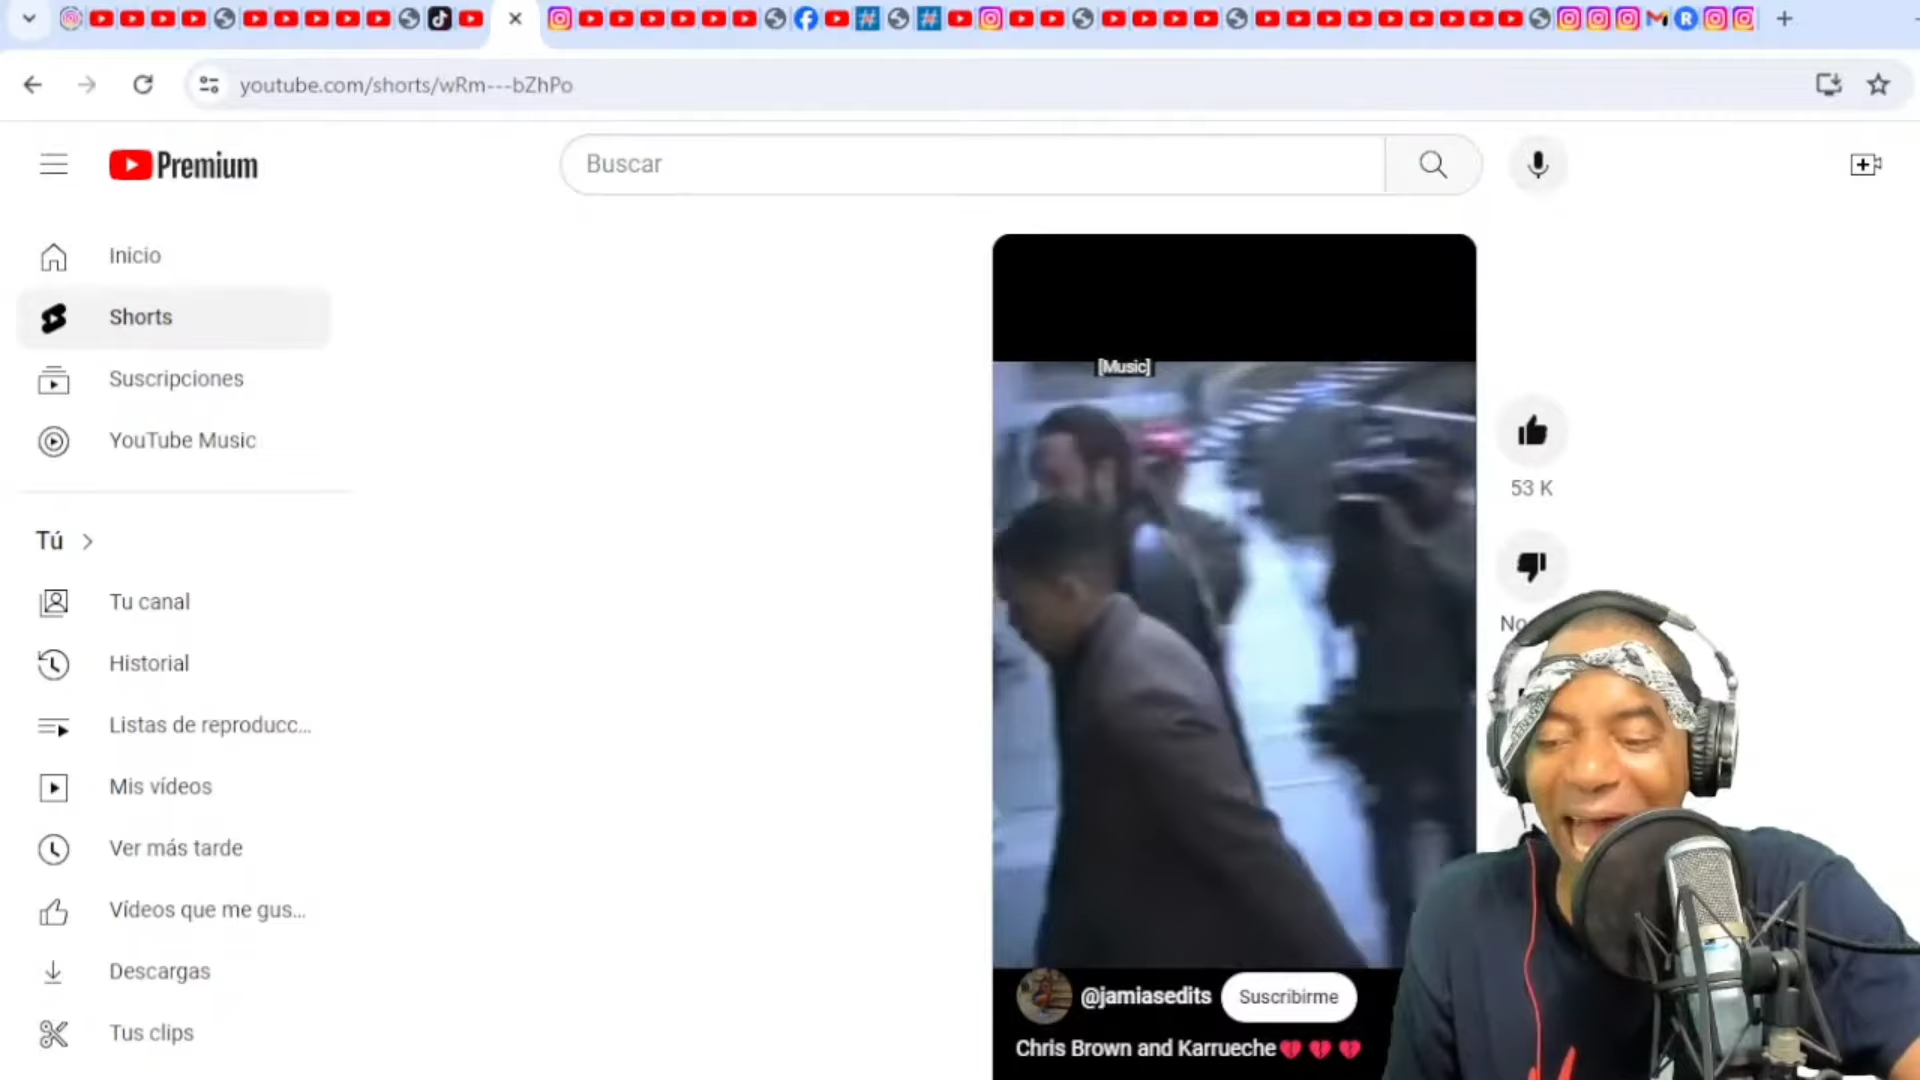 youtube.com/shorts/wRm---bZhPo
Premium
Buscar
Inicio
Shorts
Suscripciones
YouTube Music
Tú
Tu canal
Historial
Listas de reproducc...
Mis vídeos
Ver más tarde
Vídeos que me gus...
Descargas
Tus clips
[Music]
53 K
No
@jamiasedits
Suscribirme
Chris Brown and Karrueche💔💔💔